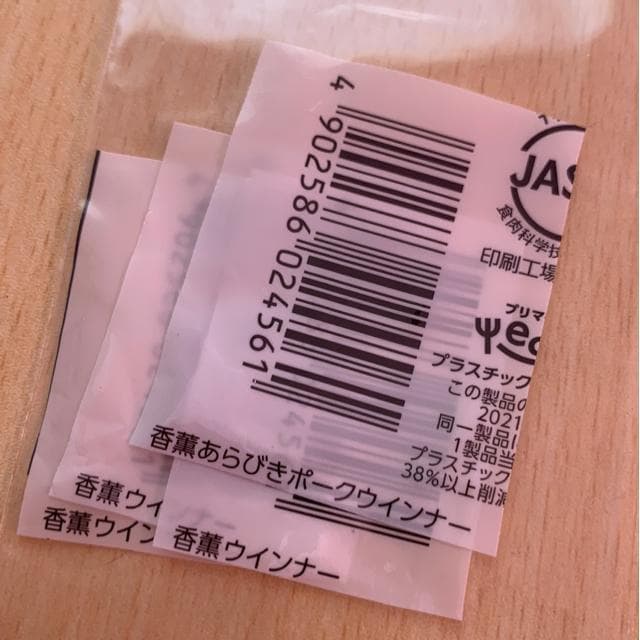 4 902586 024561
JAS
食肉科学技
印刷工場
プリマ
プラスチック
この製品の
2021
同一製品に
1製品当
プラスチック
38%以上削減
香薫あらびきポークウインナー
香薫ウイン
香薫ウイン
香薫ウインナー